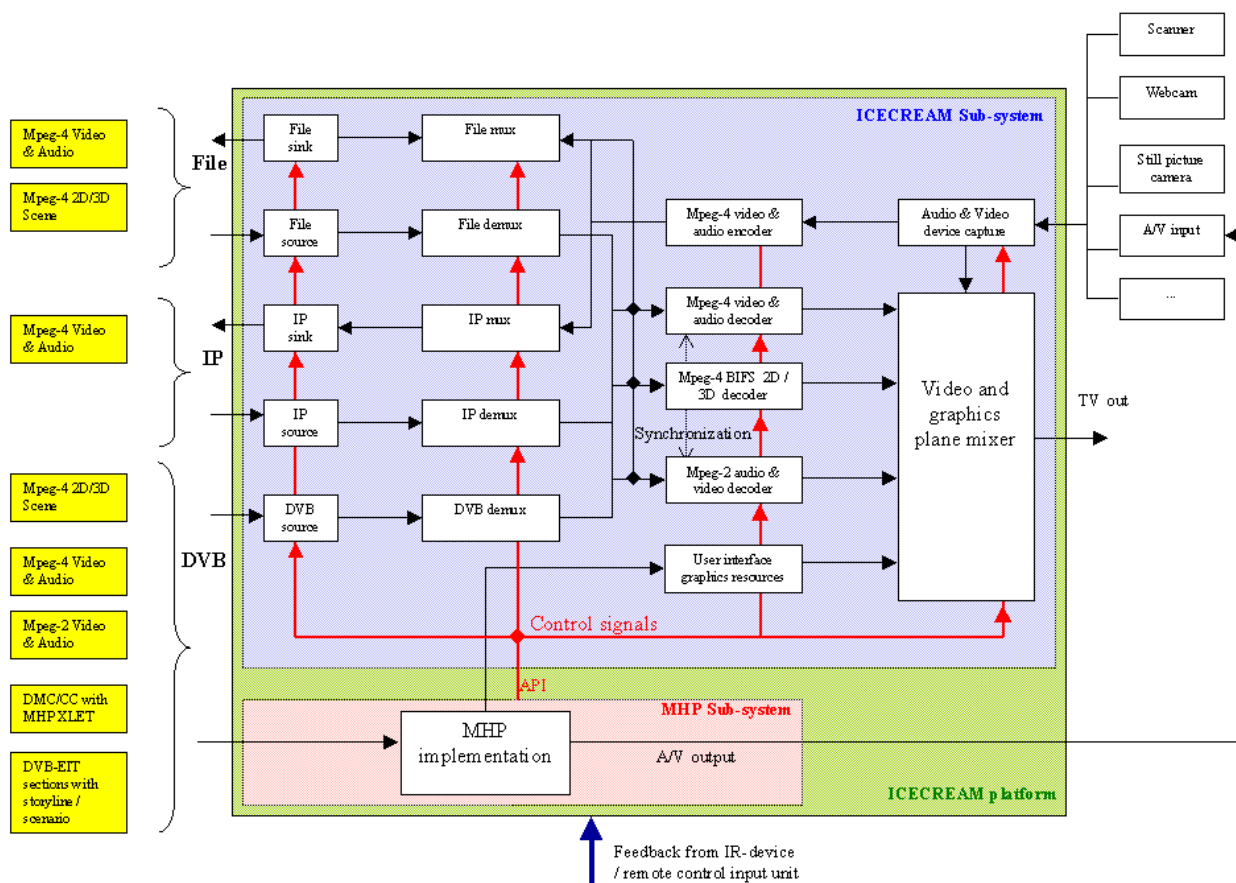 Scanner
Webcam
Still picture
camera
A/V input
...
ICECREAM Sub-system
Mpeg-4 Video
& Audio
Mpeg-4 2D/3D
Scene
File
File
sink
File mux
File
source
File demux
Mpeg-4 video &
audio encoder
Audio & Video
device capture
Mpeg-4 Video
& Audio
IP
IP
sink
IP mux
Mpeg-4 video &
audio decoder
IP
source
IP demux
Mpeg-4 BIFS 2D /
3D decoder
Synchronization
Video and
graphics
plane mixer
TV out
Mpeg-4 2D/3D
Scene
Mpeg-4 Video
& Audio
Mpeg-2 Video
& Audio
DMC/CC with
MHP XLET
DVB-EIT
sections with
storyline /
scenario
DVB
DVB
source
DVB demux
Mpeg-2 audio &
video decoder
User interface
graphics resources
Control signals
API
MHP Sub-system
MHP
implementation
A/V output
ICECREAM platform
Feedback from IR-device
/ remote control input unit